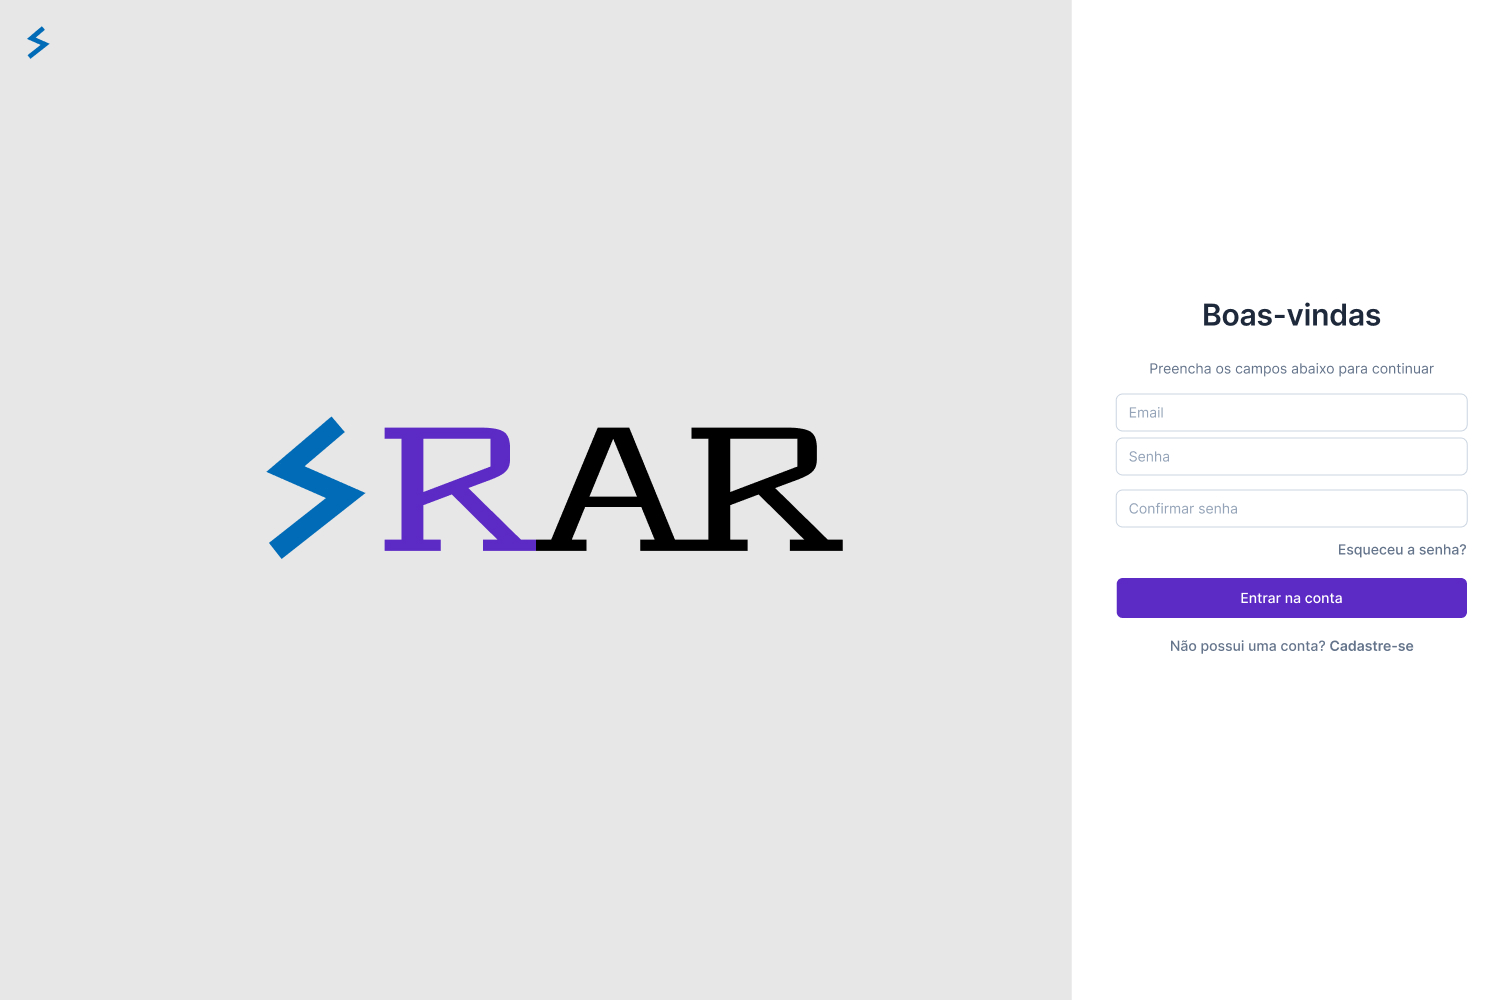 SRAR
Boas-vindas
Preencha os campos abaixo para continuar
Email
Senha
Confirmar senha
Esqueceu a senha?
Entrar na conta
Não possui uma conta? Cadastre-se